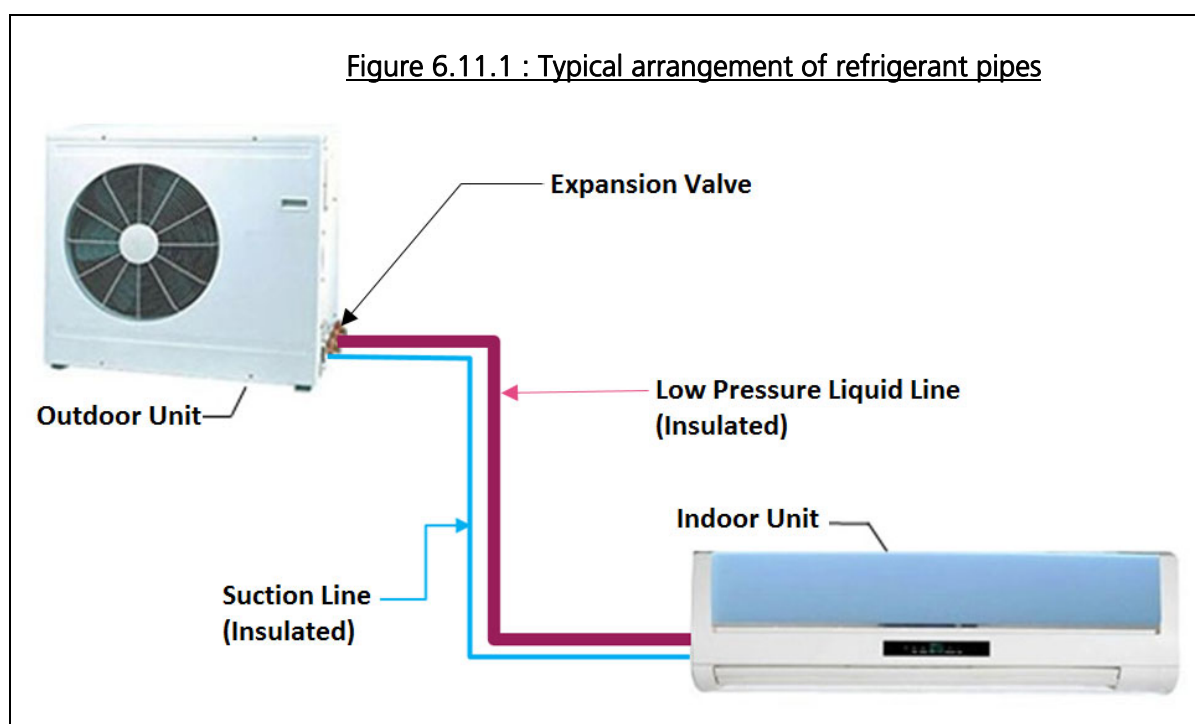 Figure 6.11.1 : Typical arrangement of refrigerant pipes
Expansion Valve
Outdoor Unit
Low Pressure Liquid Line
(Insulated)
Indoor Unit
Suction Line
(Insulated)